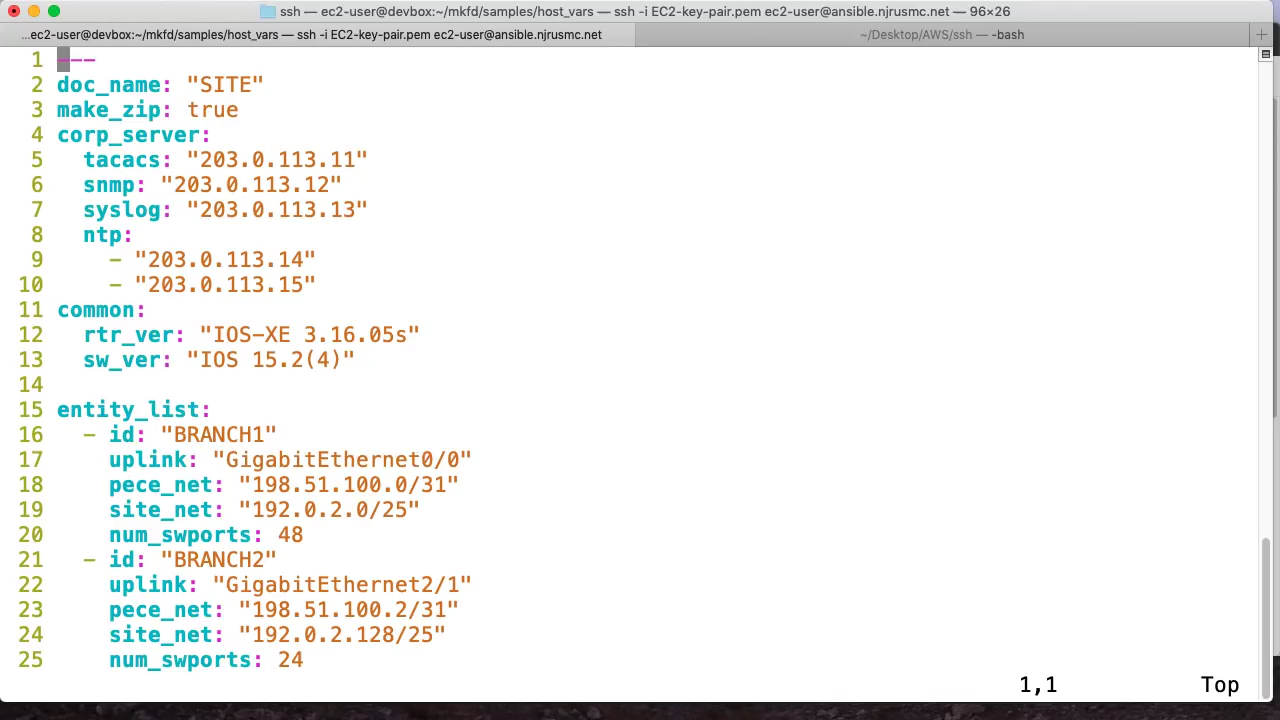 ssh — ec2-user@devbox:~/mkfd/samples/host_vars — ssh -i EC2-key-pair.pem ec2-user@ansible.njrusmc.net — 96×26
...ec2-user@devbox:~/mkfd/samples/host_vars — ssh -i EC2-key-pair.pem ec2-user@ansible.njrusmc.net
~/Desktop/AWS/ssh — -bash
1 ---
2 doc_name: "SITE"
3 make_zip: true
4 corp_server:
5   tacacs: "203.0.113.11"
6   snmp: "203.0.113.12"
7   syslog: "203.0.113.13"
8   ntp:
9     - "203.0.113.14"
10     - "203.0.113.15"
11 common:
12   rtr_ver: "IOS-XE 3.16.05s"
13   sw_ver: "IOS 15.2(4)"
14
15 entity_list:
16   - id: "BRANCH1"
17     uplink: "GigabitEthernet0/0"
18     pece_net: "198.51.100.0/31"
19     site_net: "192.0.2.0/25"
20     num_swports: 48
21   - id: "BRANCH2"
22     uplink: "GigabitEthernet2/1"
23     pece_net: "198.51.100.2/31"
24     site_net: "192.0.2.128/25"
25     num_swports: 24
1,1 Top